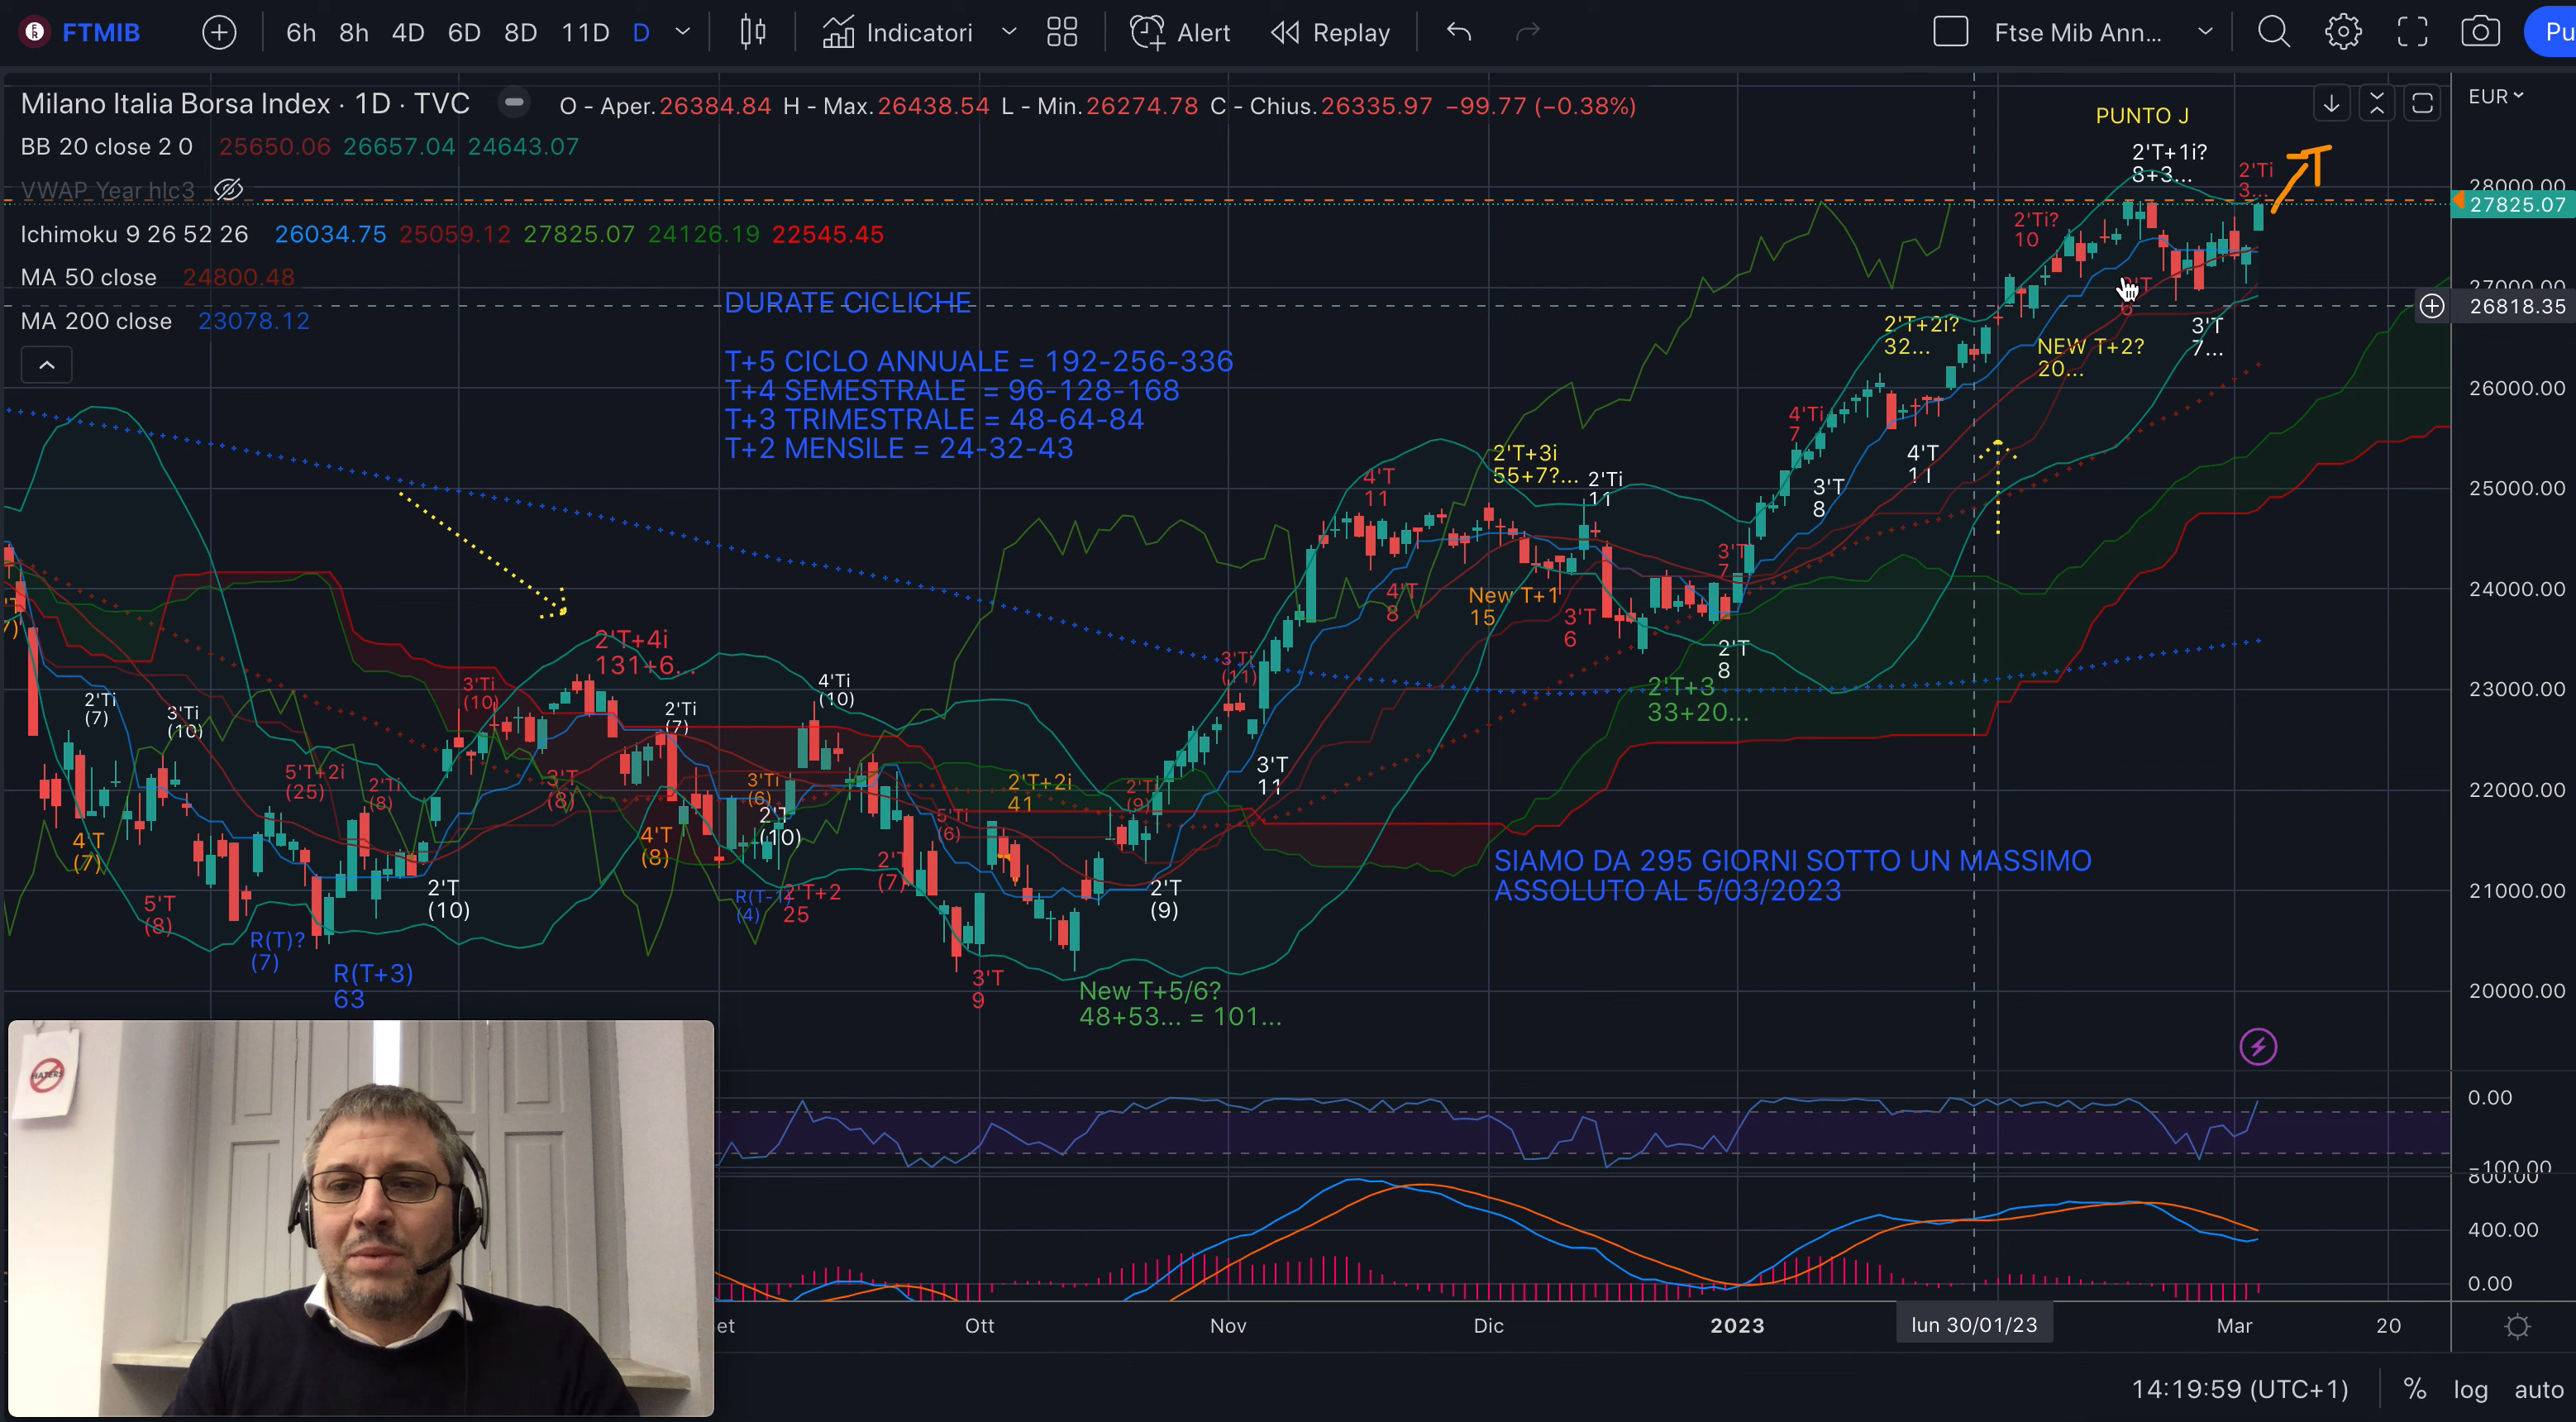 FTMIB 6h 8h 4D 6D 8D 11D D Indicatori Alert Replay Ftse Mib Ann... Pu
Milano Italia Borsa Index · 1D · TVC O - Aper.26384.84 H - Max.26438.54 L - Min.26274.78 C - Chius.26335.97 −99.77 (−0.38%)
EUR
BB 20 close 2 0 25650.06 26657.04 24643.07
VWAP Year hlc3
Ichimoku 9 26 52 26 26034.75 25059.12 27825.07 24126.19 22545.45
MA 50 close 24800.48
MA 200 close 23078.12
PUNTO J
2'T+1i?
8+3...
2'Ti
3...
2'Ti?
10
3'T
7...
NEW T+2?
20...
2'T+2i?
32...
DURATE CICLICHE
T+5 CICLO ANNUALE = 192-256-336
T+4 SEMESTRALE = 96-128-168
T+3 TRIMESTRALE = 48-64-84
T+2 MENSILE = 24-32-43
4'Ti
7
4'T
11
3'T
8
2'T+3i
55+7?...
2'Ti
11
4'T
11
4'T
8
New T+1
15
3'T
6
3'T
7
2'T
8
2'T+3
33+20...
2'T+4i
131+6...
3'Ti
(11)
3'T
11
2'Ti
(7)
3'Ti
(10)
3'Ti
(10)
2'Ti
(7)
4'Ti
(10)
5'T+2i
(25)
2'Ti
(8)
3'T
(8)
3'Ti
(6)
2'T
(10)
2'T+2i
41
2'Ti
(9)
5'Ti
(6)
4'T
(7)
4'T
(8)
2'T
(7)
5'T
(8)
2'T
(10)
2'T+2
25
R(T-1)
(4)
2'T
(9)
R(T)?
(7)
R(T+3)
63
3'T
9
New T+5/6?
48+53... = 101...
SIAMO DA 295 GIORNI SOTTO UN MASSIMO
ASSOLUTO AL 5/03/2023
28000.00
27825.07
27000.00
26818.35
26000.00
25000.00
24000.00
23000.00
22000.00
21000.00
20000.00
0.00
−100.00
800.00
400.00
0.00
HATERS
et Ott Nov Dic 2023 lun 30/01/23 Mar 20
14:19:59 (UTC+1) % log auto